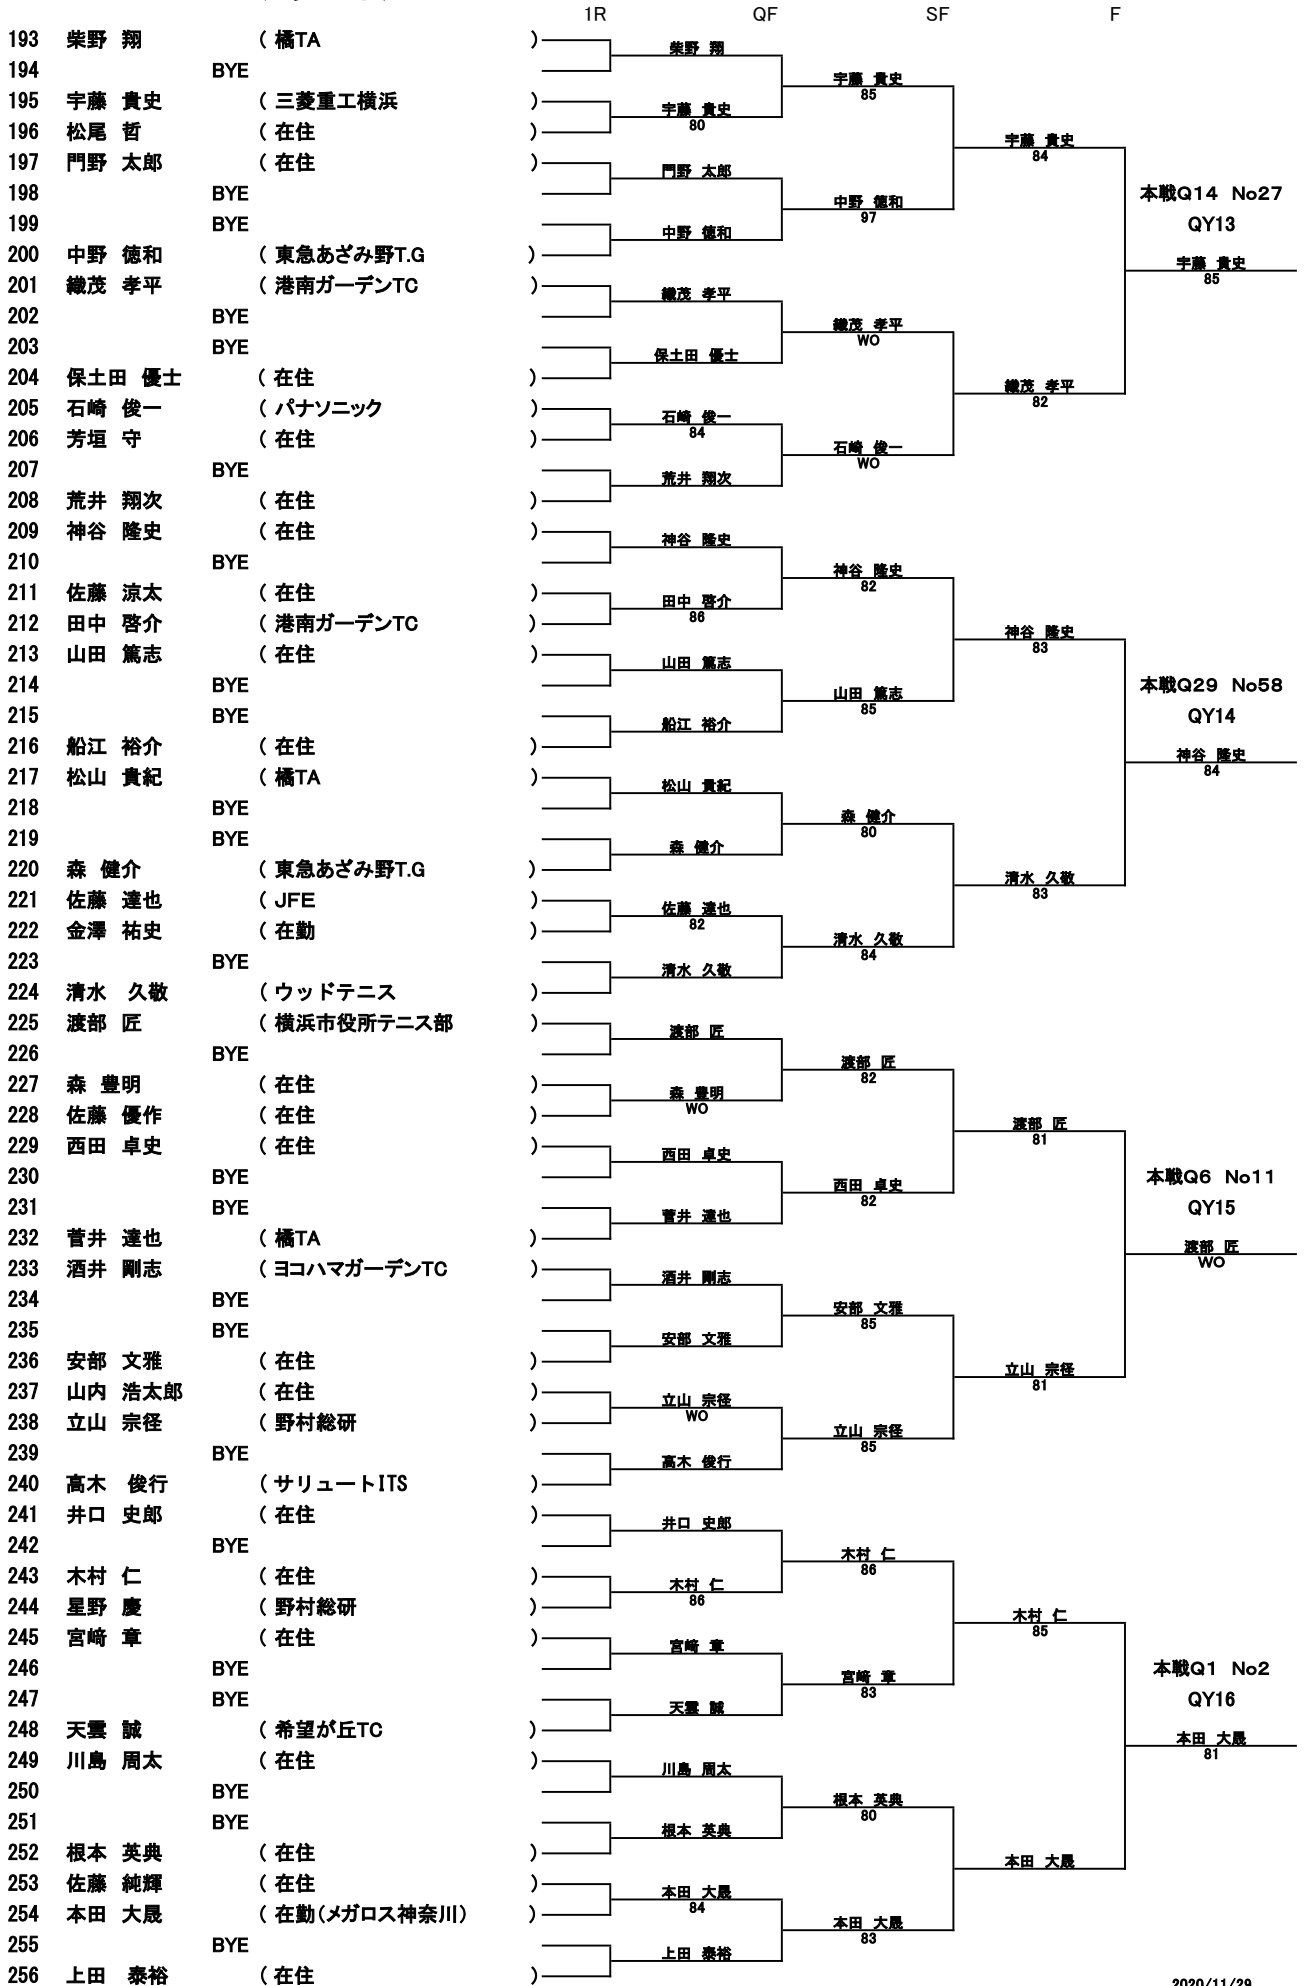 1R QF SF F
193 柴野 翔 ( 橘TA )
194 BYE
柴野 翔
195 宇藤 貴史 ( 三菱重工横浜 )
196 松尾 哲 ( 在住 )
宇藤 貴史
80
宇藤 貴史
85
197 門野 太郎 ( 在住 )
198 BYE
門野 太郎
199 BYE
200 中野 徳和 ( 東急あざみ野T.G )
中野 徳和
中野 徳和
97
宇藤 貴史
84
201 織茂 孝平 ( 港南ガーデンTC )
202 BYE
織茂 孝平
203 BYE
204 保土田 優士 ( 在住 )
保土田 優士
織茂 孝平
WO
205 石崎 俊一 ( パナソニック )
206 芳垣 守 ( 在住 )
石崎 俊一
84
207 BYE
208 荒井 翔次 ( 在住 )
荒井 翔次
石崎 俊一
WO
織茂 孝平
82
本戦Q14 No27
QY13
宇藤 貴史
85
209 神谷 隆史 ( 在住 )
210 BYE
神谷 隆史
211 佐藤 涼太 ( 在住 )
212 田中 啓介 ( 港南ガーデンTC )
田中 啓介
86
神谷 隆史
82
213 山田 篤志 ( 在住 )
214 BYE
山田 篤志
215 BYE
216 船江 裕介 ( 在住 )
船江 裕介
山田 篤志
85
神谷 隆史
83
217 松山 貴紀 ( 橘TA )
218 BYE
松山 貴紀
219 BYE
220 森 健介 ( 東急あざみ野T.G )
森 健介
森 健介
80
221 佐藤 達也 ( JFE )
222 金澤 祐史 ( 在勤 )
佐藤 達也
82
223 BYE
224 清水 久敬 ( ウッドテニス )
清水 久敬
清水 久敬
84
清水 久敬
83
本戦Q29 No58
QY14
神谷 隆史
84
225 渡部 匠 ( 横浜市役所テニス部 )
226 BYE
渡部 匠
227 森 豊明 ( 在住 )
228 佐藤 優作 ( 在住 )
森 豊明
WO
渡部 匠
82
229 西田 卓史 ( 在住 )
230 BYE
西田 卓史
231 BYE
232 菅井 達也 ( 橘TA )
菅井 達也
西田 卓史
82
渡部 匠
81
233 酒井 剛志 ( ヨコハマガーデンTC )
234 BYE
酒井 剛志
235 BYE
236 安部 文雅 ( 在住 )
安部 文雅
安部 文雅
85
237 山内 浩太郎 ( 在住 )
238 立山 宗径 ( 野村総研 )
立山 宗径
WO
239 BYE
240 高木 俊行 ( サリュートITS )
高木 俊行
立山 宗径
85
立山 宗径
81
本戦Q6 No11
QY15
渡部 匠
WO
241 井口 史郎 ( 在住 )
242 BYE
井口 史郎
243 木村 仁 ( 在住 )
244 星野 慶 ( 野村総研 )
木村 仁
86
木村 仁
86
245 宮崎 章 ( 在住 )
246 BYE
宮崎 章
247 BYE
248 天雲 誠 ( 希望が丘TC )
天雲 誠
宮崎 章
83
木村 仁
85
249 川島 周太 ( 在住 )
250 BYE
川島 周太
251 BYE
252 根本 英典 ( 在住 )
根本 英典
根本 英典
80
253 佐藤 純輝 ( 在住 )
254 本田 大晟 ( 在勤(メガロス神奈川) )
本田 大晟
84
255 BYE
256 上田 泰裕 ( 在住 )
上田 泰裕
本田 大晟
83
本田 大晟
本戦Q1 No2
QY16
本田 大晟
81
2020/11/29